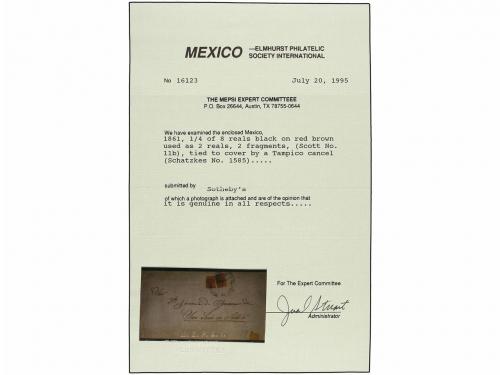 MEXICO —ELMHURST PHILATELIC
SOCIETY INTERNATIONAL
No 16123 July 20, 1995
THE MEPSI EXPERT COMMITTEEE
P.O. Box 26644, Austin, TX 78755-0644
We have examined the enclosed Mexico,
1861, 1/4 of 8 reals black on red brown
used as 2 reals, 2 fragments, (Scott No.
11b), tied to cover by a Tampico cancel
(Schatzkes No. 1585).....
submitted by Sotheby's
of which a photograph is attached and are of the opinion that
it is genuine in all respects.....
For The Expert Committee
Administrator